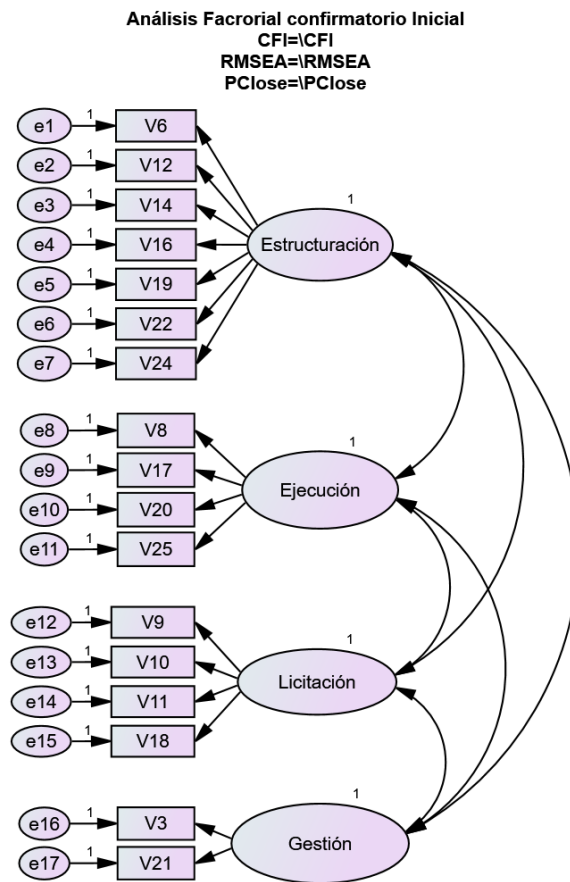 Análisis Facrorial confirmatorio Inicial
CFI=\CFI
RMSEA=\RMSEA
PClose=\PClose
e1 1 V6
e2 1 V12
e3 1 V14
e4 1 V16
e5 1 V19
e6 1 V22
e7 1 V24
1
Estructuración
e8 1 V8
e9 1 V17
e10 1 V20
e11 1 V25
1
Ejecución
e12 1 V9
e13 1 V10
e14 1 V11
e15 1 V18
1
Licitación
e16 1 V3
e17 1 V21
1
Gestión